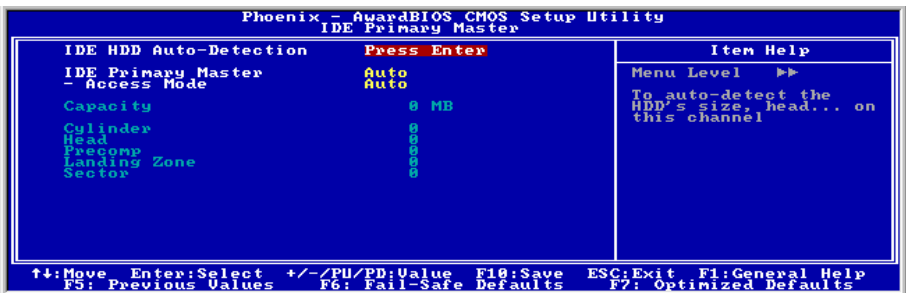 Phoenix - AwardBIOS CMOS Setup Utility
IDE Primary Master
IDE HDD Auto-Detection Press Enter
IDE Primary Master Auto
- Access Mode Auto
Capacity 0 MB
Cylinder 0
Head 0
Precomp 0
Landing Zone 0
Sector 0
Item Help
Menu Level ▶▶
To auto-detect the
HDD's size, head... on
this channel
↑↓:Move Enter:Select +/-/PU/PD:Value F10:Save ESC:Exit F1:General Help
F5: Previous Values F6: Fail-Safe Defaults F7: Optimized Defaults